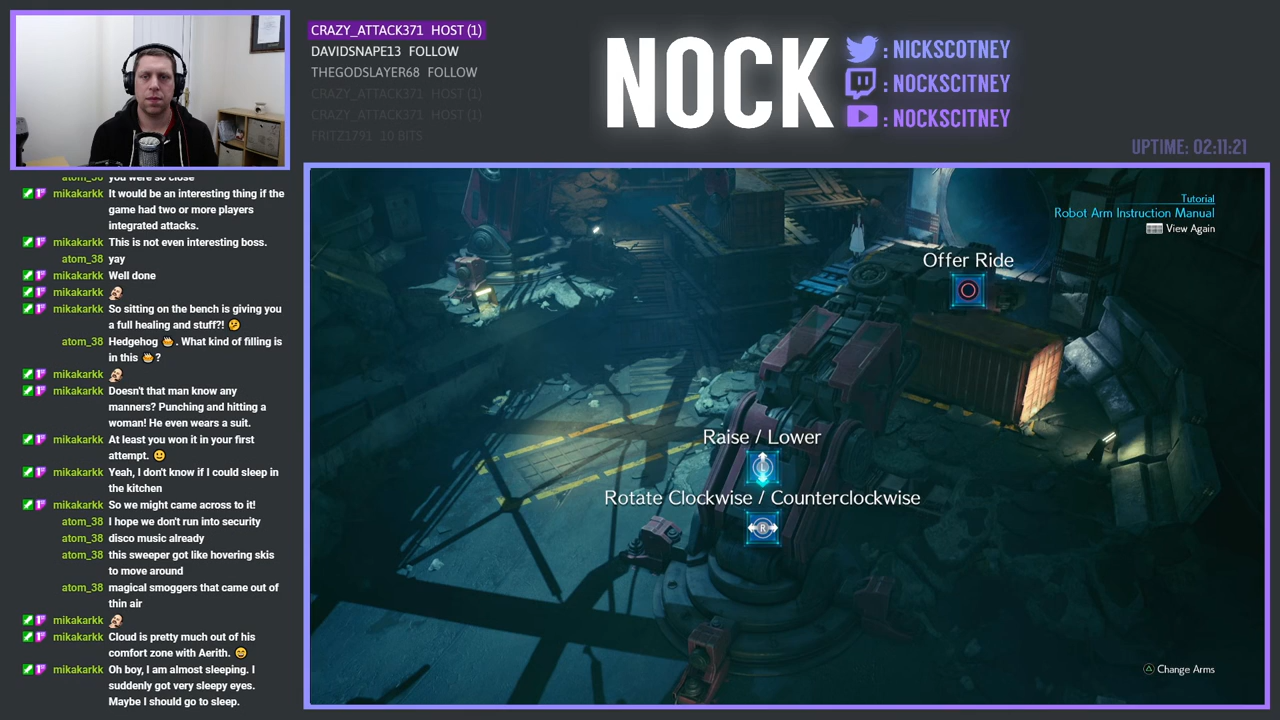 CRAZY_ATTACK371 HOST (1)
DAVIDSNAPE13 FOLLOW
THEGODSLAYER68 FOLLOW
CRAZY_ATTACK371 HOST (1)
CRAZY_ATTACK371 HOST (1)
FRITZ1791 10 BITS
NOCK
: NICKSCOTNEY
: NOCKSCITNEY
: NOCKSCITNEY
UPTIME: 02:11:21
atom_38 you were so close
mikakarkk It would be an interesting thing if the
game had two or more players
integrated attacks.
mikakarkk This is not even interesting boss.
atom_38 yay
mikakarkk Well done
mikakarkk
mikakarkk So sitting on the bench is giving you
a full healing and stuff?! 🤔
atom_38 Hedgehog . What kind of filling is
in this ?
mikakarkk
mikakarkk Doesn't that man know any
manners? Punching and hitting a
woman! He even wears a suit.
mikakarkk At least you won it in your first
attempt. 🙂
mikakarkk Yeah, I don't know if I could sleep in
the kitchen
mikakarkk So we might came across to it!
atom_38 I hope we don't run into security
atom_38 disco music already
atom_38 this sweeper got like hovering skis
to move around
atom_38 magical smoggers that came out of
thin air
mikakarkk
mikakarkk Cloud is pretty much out of his
comfort zone with Aerith. 😅
mikakarkk Oh boy, I am almost sleeping. I
suddenly got very sleepy eyes.
Maybe I should go to sleep.
Tutorial
Robot Arm Instruction Manual
View Again
Offer Ride
Raise / Lower
L
Rotate Clockwise / Counterclockwise
R
Change Arms